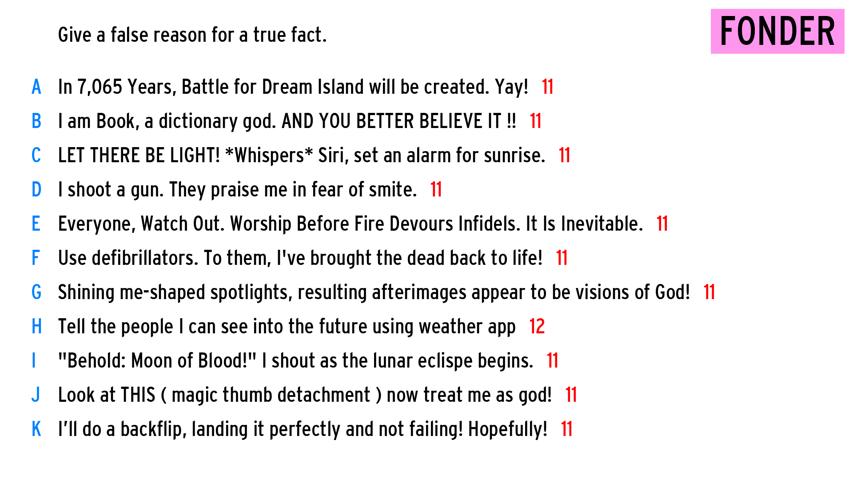 Give a false reason for a true fact.
FONDER
A In 7,065 Years, Battle for Dream Island will be created. Yay! 11
B I am Book, a dictionary god. AND YOU BETTER BELIEVE IT !! 11
C LET THERE BE LIGHT! *Whispers* Siri, set an alarm for sunrise. 11
D I shoot a gun. They praise me in fear of smite. 11
E Everyone, Watch Out. Worship Before Fire Devours Infidels. It Is Inevitable. 11
F Use defibrillators. To them, I've brought the dead back to life! 11
G Shining me-shaped spotlights, resulting afterimages appear to be visions of God! 11
H Tell the people I can see into the future using weather app 12
I "Behold: Moon of Blood!" I shout as the lunar eclispe begins. 11
J Look at THIS ( magic thumb detachment ) now treat me as god! 11
K I'll do a backflip, landing it perfectly and not failing! Hopefully! 11